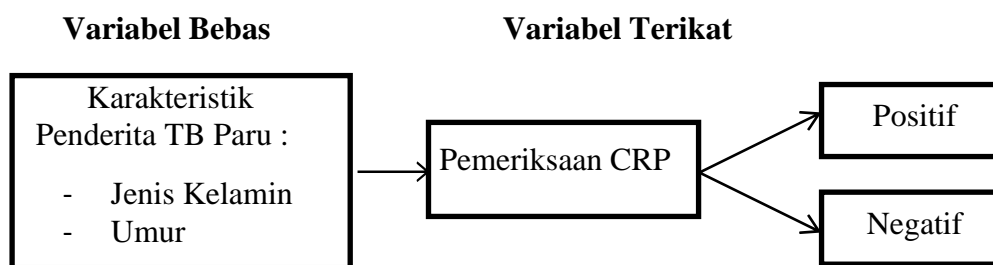 Variabel Bebas
Variabel Terikat
Karakteristik
Penderita TB Paru :
- Jenis Kelamin
- Umur
Pemeriksaan CRP
Positif
Negatif